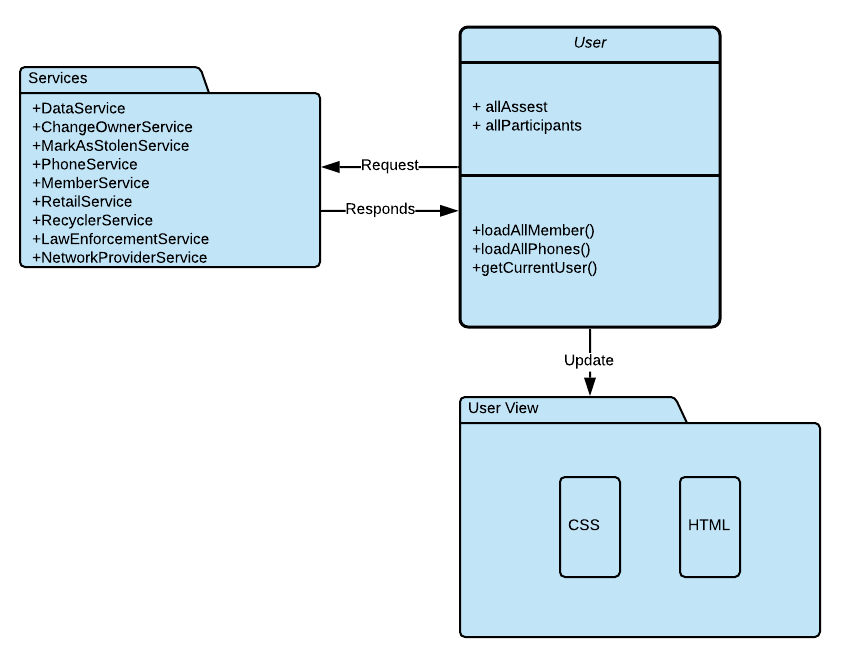 Services
+DataService
+ChangeOwnerService
+MarkAsStolenService
+PhoneService
+MemberService
+RetailService
+RecyclerService
+LawEnforcementService
+NetworkProviderService
Request
Responds
User
+ allAssest
+ allParticipants
+loadAllMember()
+loadAllPhones()
+getCurrentUser()
Update
User View
CSS
HTML